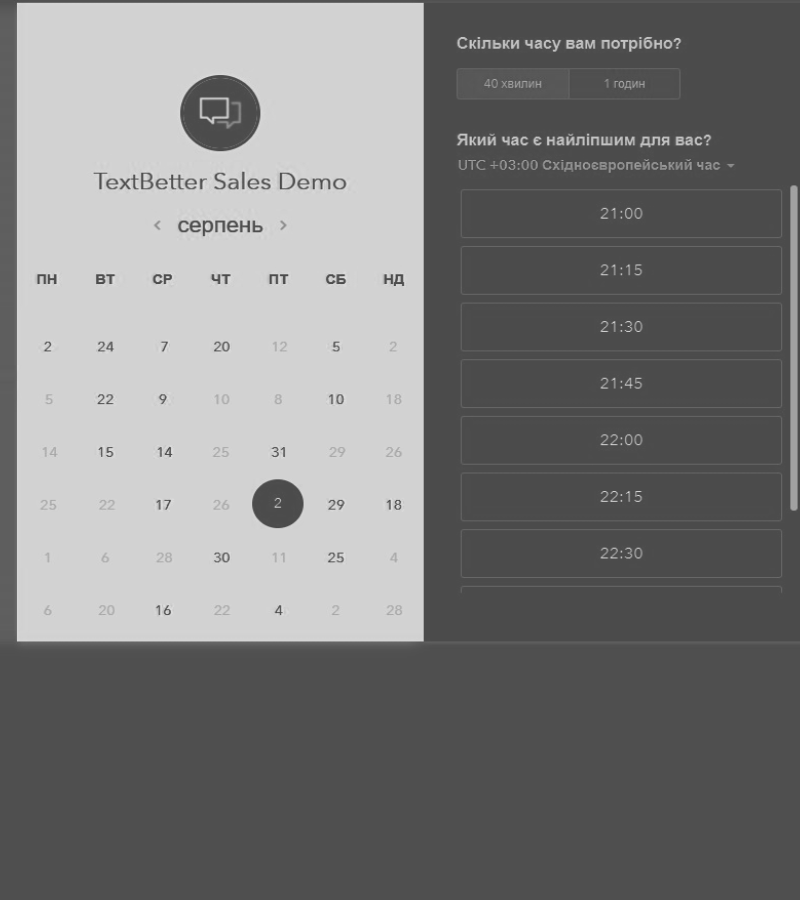 TextBetter Sales Demo
‹ серпень ›
ПН ВТ СР ЧТ ПТ СБ НД
2 24 7 20 12 5 2
5 22 9 10 8 10 18
14 15 14 25 31 29 26
25 22 17 26 2 29 18
1 6 28 30 11 25 4
6 20 16 22 4 2 28
Скільки часу вам потрібно?
40 хвилин 1 годин
Який час є найліпшим для вас?
UTC +03:00 Східноєвропейський час
21:00
21:15
21:30
21:45
22:00
22:15
22:30